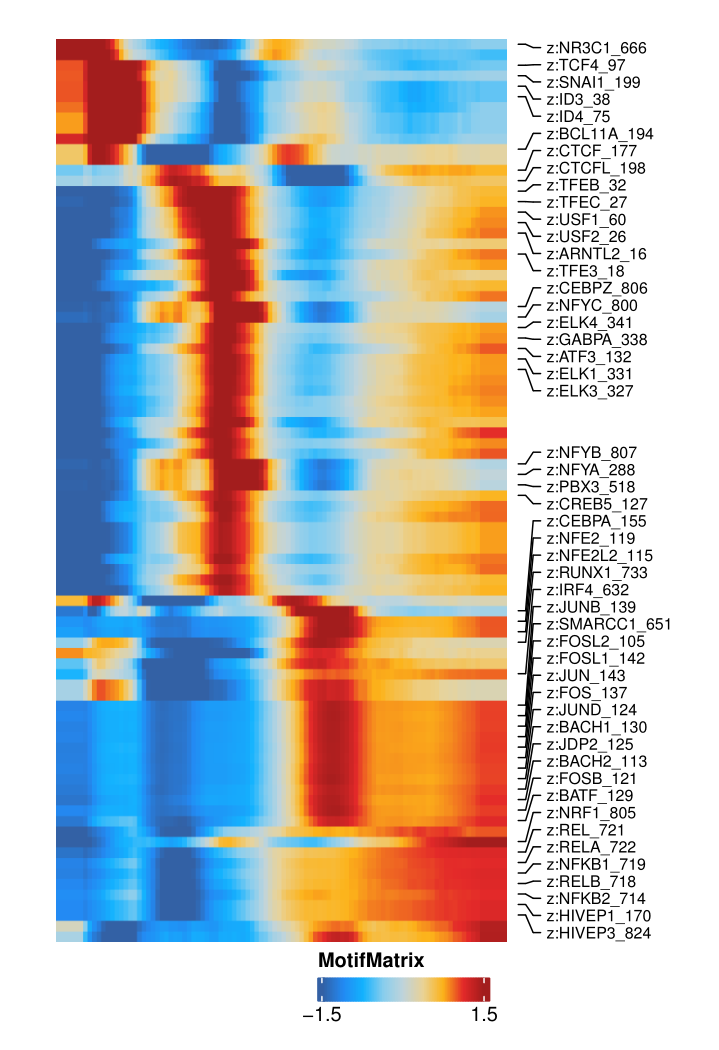 z:NR3C1_666
z:TCF4_97
z:SNAI1_199
z:ID3_38
z:ID4_75
z:BCL11A_194
z:CTCF_177
z:CTCFL_198
z:TFEB_32
z:TFEC_27
z:USF1_60
z:USF2_26
z:ARNTL2_16
z:TFE3_18
z:CEBPZ_806
z:NFYC_800
z:ELK4_341
z:GABPA_338
z:ATF3_132
z:ELK1_331
z:ELK3_327
z:NFYB_807
z:NFYA_288
z:PBX3_518
z:CREB5_127
z:CEBPA_155
z:NFE2_119
z:NFE2L2_115
z:RUNX1_733
z:IRF4_632
z:JUNB_139
z:SMARCC1_651
z:FOSL2_105
z:FOSL1_142
z:JUN_143
z:FOS_137
z:JUND_124
z:BACH1_130
z:JDP2_125
z:BACH2_113
z:FOSB_121
z:BATF_129
z:NRF1_805
z:REL_721
z:RELA_722
z:NFKB1_719
z:RELB_718
z:NFKB2_714
z:HIVEP1_170
z:HIVEP3_824
MotifMatrix
−1.5 1.5